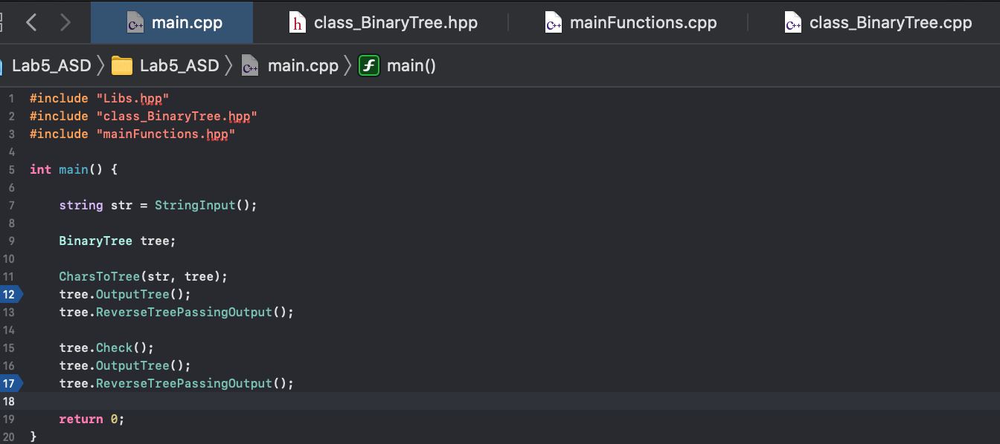 main.cpp class_BinaryTree.hpp mainFunctions.cpp class_BinaryTree.cpp
Lab5_ASD Lab5_ASD main.cpp main()
1 #include "Libs.hpp"
2 #include "class_BinaryTree.hpp"
3 #include "mainFunctions.hpp"
4
5 int main() {
6
7     string str = StringInput();
8
9     BinaryTree tree;
10
11     CharsToTree(str, tree);
12     tree.OutputTree();
13     tree.ReverseTreePassingOutput();
14
15     tree.Check();
16     tree.OutputTree();
17     tree.ReverseTreePassingOutput();
18
19     return 0;
20 }